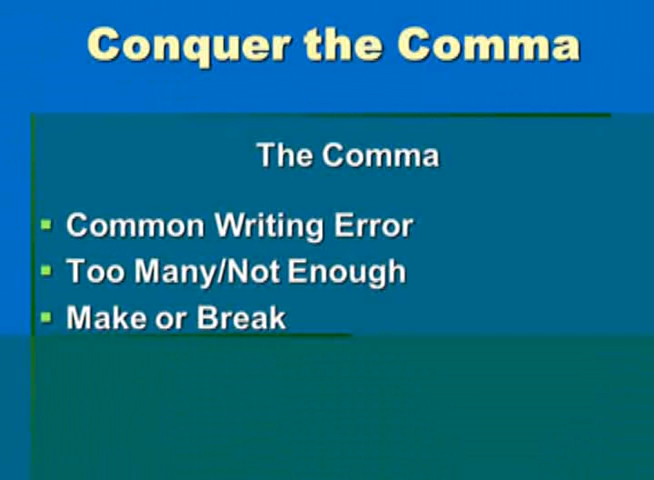 Conquer the Comma
The Comma
Common Writing Error
Too Many/Not Enough
Make or Break